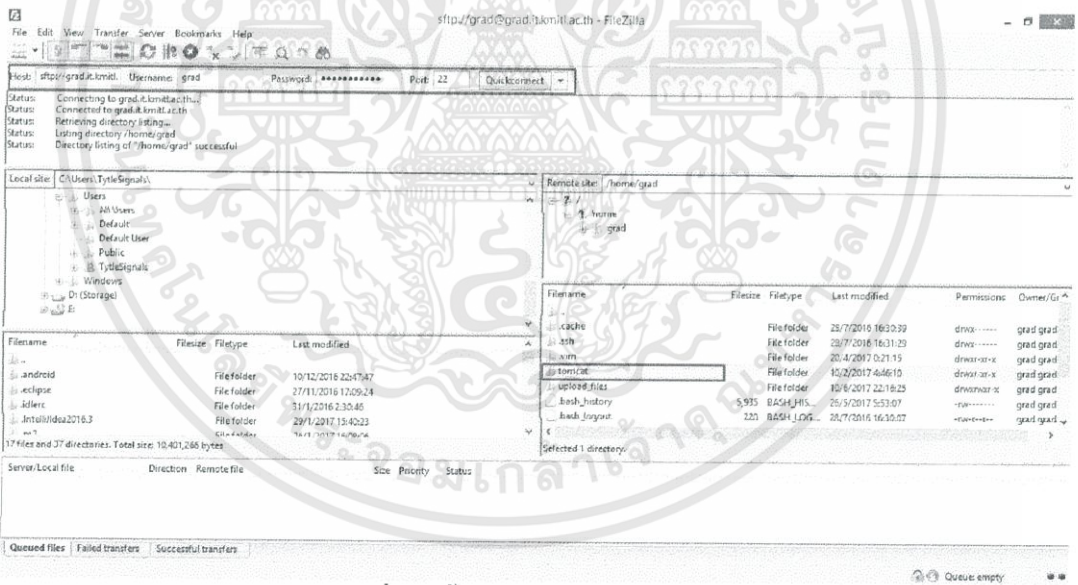 sftp://grad@grad.it.kmitl.ac.th - FileZilla
File Edit View Transfer Server Bookmarks Help
Host: sftp://grad.it.kmitl. Username: grad Password: ●●●●●●●●●●● Port: 22 Quickconnect
Status: Connecting to grad.it.kmitl.ac.th...
Status: Connected to grad.it.kmitl.ac.th
Status: Retrieving directory listing...
Status: Listing directory /home/grad
Status: Directory listing of "/home/grad" successful
Local site: C:\Users\TytleSignals\
Users
All Users
Default
Default User
Public
TytleSignals
Windows
D: (Storage)
E:
Remote site: /home/grad
/
home
grad
Filename Filesize Filetype Last modified
..
.android File folder 10/12/2016 22:47:47
.eclipse File folder 27/11/2016 17:09:24
.idlerc File folder 31/1/2016 2:30:46
.IntelliJIdea2016.3 File folder 29/1/2017 15:40:23
17 files and 37 directories. Total size: 10,401,266 bytes
Filename Filesize Filetype Last modified Permissions Owner/Gr
..
.cache File folder 28/7/2016 16:30:39 drwx------ grad grad
.ssh File folder 28/7/2016 16:31:29 drwx------ grad grad
.vim File folder 20/4/2017 0:21:15 drwxr-xr-x grad grad
tomcat File folder 10/2/2017 4:46:10 drwxr-xr-x grad grad
upload_files File folder 10/6/2017 22:16:25 drwxrwxr-x grad grad
.bash_history 5,935 BASH_HIS... 25/5/2017 5:53:07 -rw------- grad grad
.bash_logout 220 BASH_LOG... 28/7/2016 16:30:07 -rw-r--r-- grad grad
Selected 1 directory.
Server/Local file Direction Remote file Size Priority Status
Queued files Failed transfers Successful transfers
Queue: empty